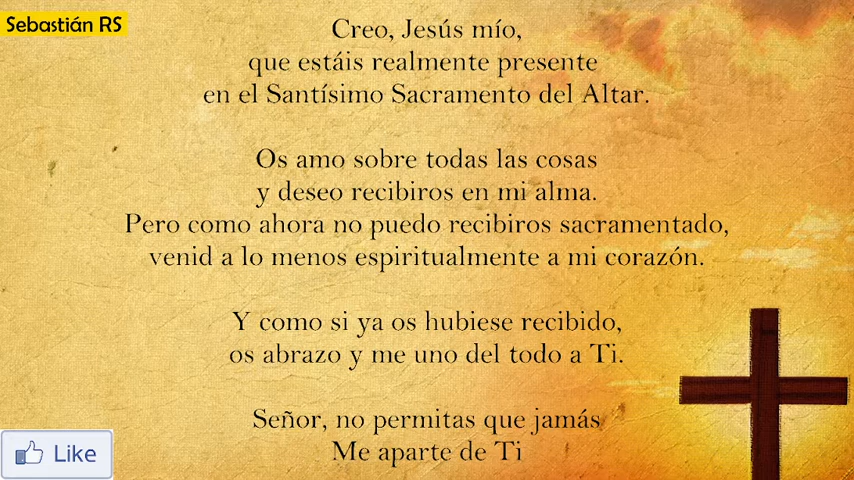 Sebastián RS
Creo, Jesús mío,
que estáis realmente presente
en el Santísimo Sacramento del Altar.
Os amo sobre todas las cosas
y deseo recibiros en mi alma.
Pero como ahora no puedo recibiros sacramentado,
venid a lo menos espiritualmente a mi corazón.
Y como si ya os hubiese recibido,
os abrazo y me uno del todo a Ti.
Señor, no permitas que jamás
Me aparte de Ti
Like